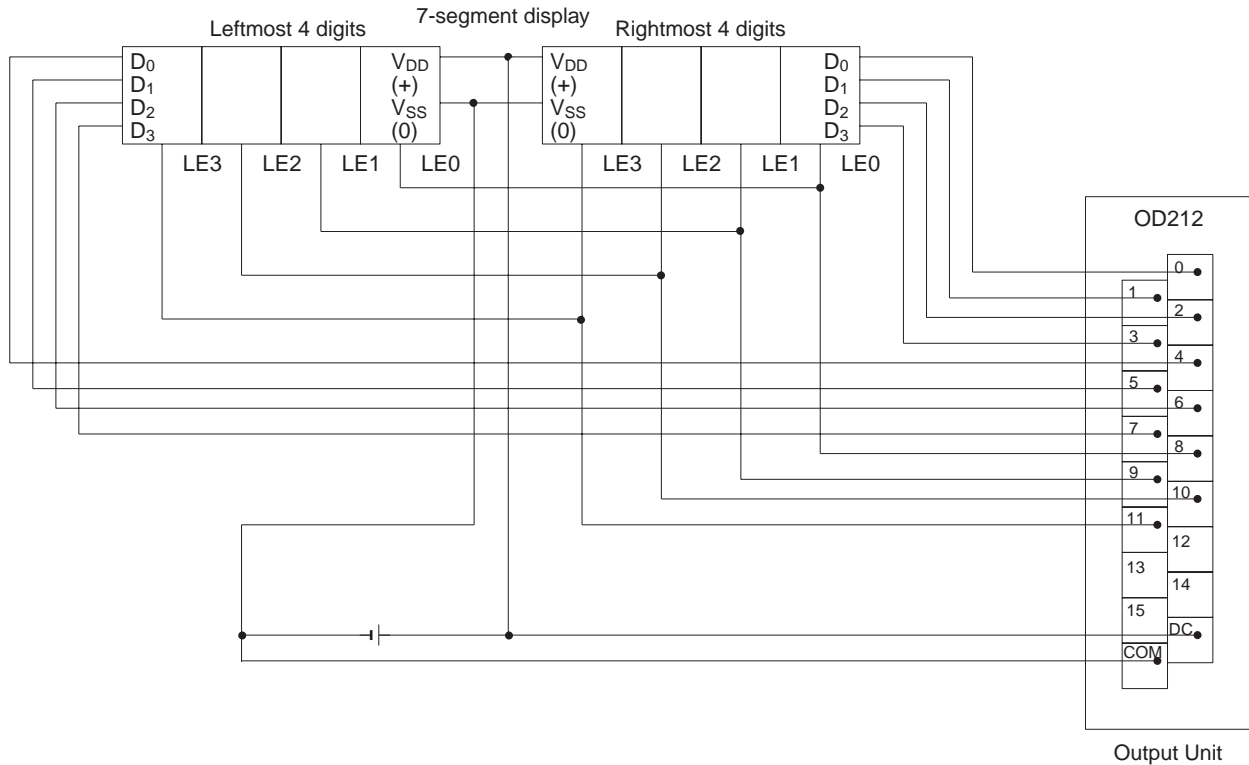 7-segment display
Leftmost 4 digits
Rightmost 4 digits
D0
D1
D2
D3
VDD
(+)
VSS
(0)
VDD
(+)
VSS
(0)
D0
D1
D2
D3
LE3 LE2 LE1 LE0
LE3 LE2 LE1 LE0
OD212
0
1
2
3
4
5
6
7
8
9
10
11
12
13
14
15
DC
COM
Output Unit